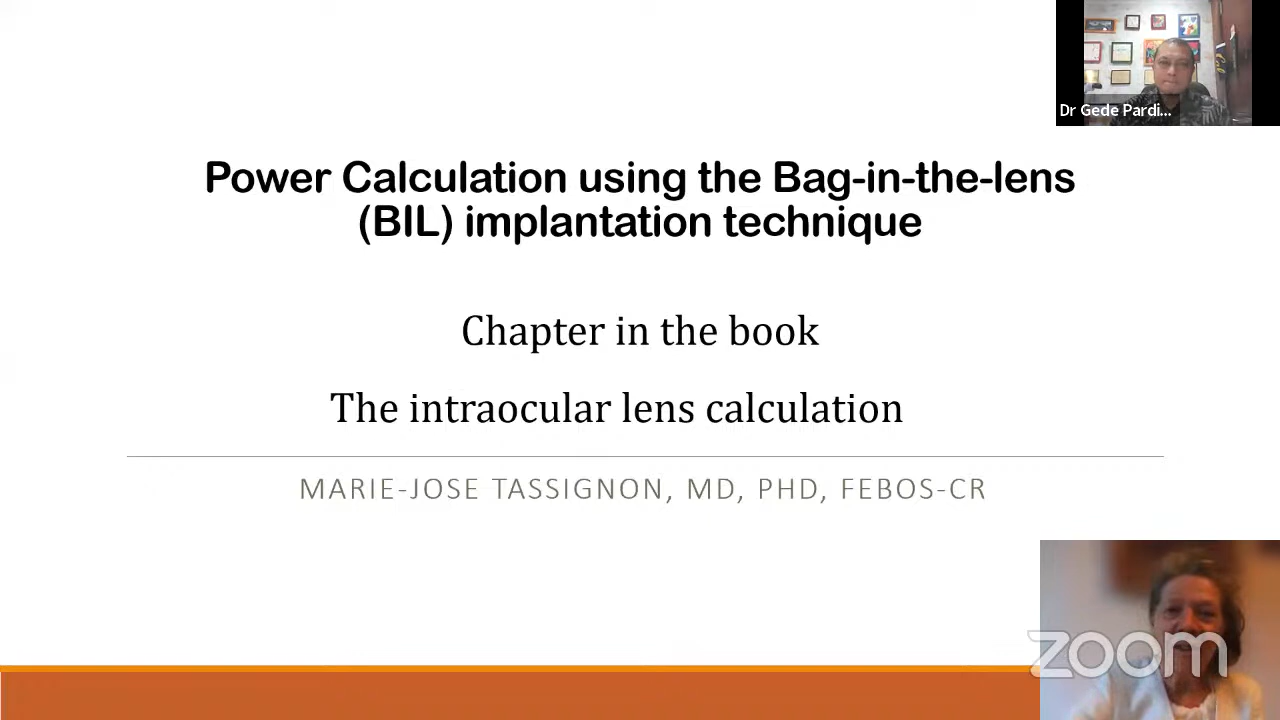 Dr Gede Pardi...
Power Calculation using the Bag-in-the-lens
(BIL) implantation technique
Chapter in the book
The intraocular lens calculation
MARIE-JOSE TASSIGNON, MD, PHD, FEBOS-CR
zoom